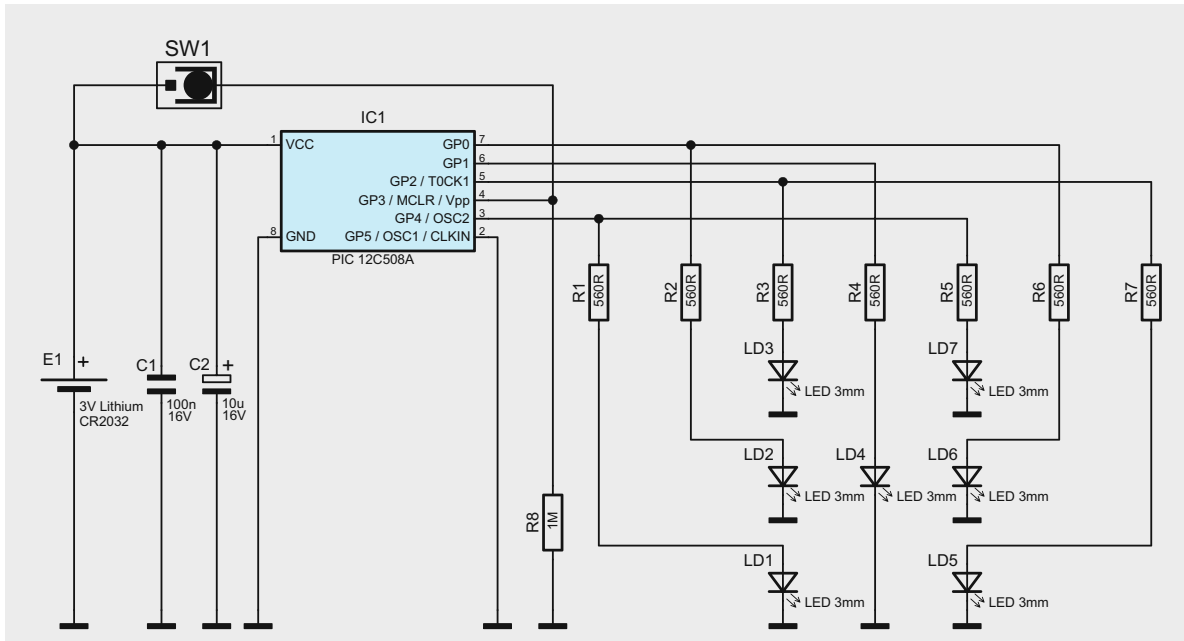 SW1
IC1
1 VCC
GP0 7
GP1 6
GP2 / T0CK1 5
GP3 / MCLR / Vpp 4
GP4 / OSC2 3
8 GND
GP5 / OSC1 / CLKIN 2
PIC 12C508A
R1 560R
R2 560R
R3 560R
R4 560R
R5 560R
R6 560R
R7 560R
E1 +
3V Lithium
CR2032
C1
100n
16V
C2 +
10u
16V
LD3
LED 3mm
LD7
LED 3mm
LD2
LED 3mm
LD4
LED 3mm
LD6
LED 3mm
R8 1M
LD1
LED 3mm
LD5
LED 3mm